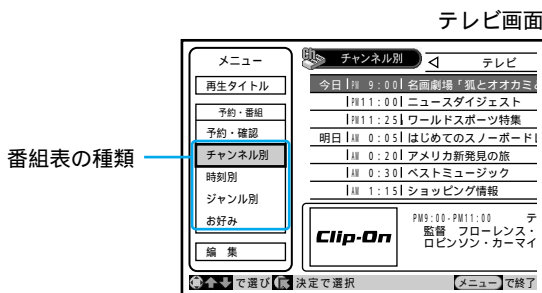 テレビ画面
番組表の種類
メニュー
再生タイトル
予約・番組
予約・確認
チャンネル別
時刻別
ジャンル別
お好み
編 集
チャンネル別 ◁ テレビ
今日 PM 9:00 名画劇場「狐とオオカミと
PM11:00 ニュースダイジェスト
PM11:25 ワールドスポーツ特集
明日 AM 0:05 はじめてのスノーボード
AM 0:20 アメリカ新発見の旅
AM 0:30 ベストミュージック
AM 1:15 ショッピング情報
Clip-On
PM9:00-PM11:00 テ
監督 フローレンス・
ロビンソン・カーマイ
で選び 決定で選択 メニュー で終了